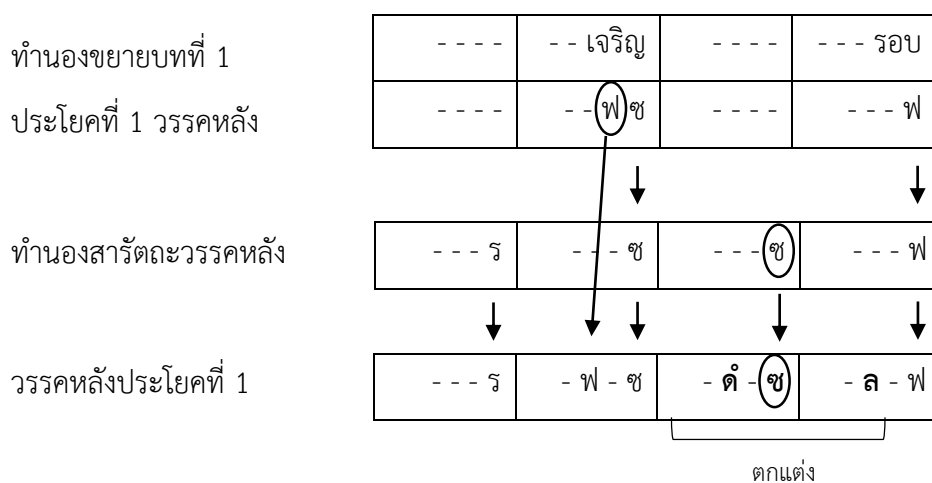 ทำนองขยายบทที่ 1 - - - - - - เจริญ - - - - - - - รอบ
ประโยคที่ 1 วรรคหลัง - - - - - - ฟ ซ - - - - - - - ฟ
ทำนองสารัตถะวรรคหลัง - - - ร - - - ซ - - - ซ - - - ฟ
วรรคหลังประโยคที่ 1 - - - ร - ฟ - ซ - ดํ - ซ - ล - ฟ
ตกแต่ง